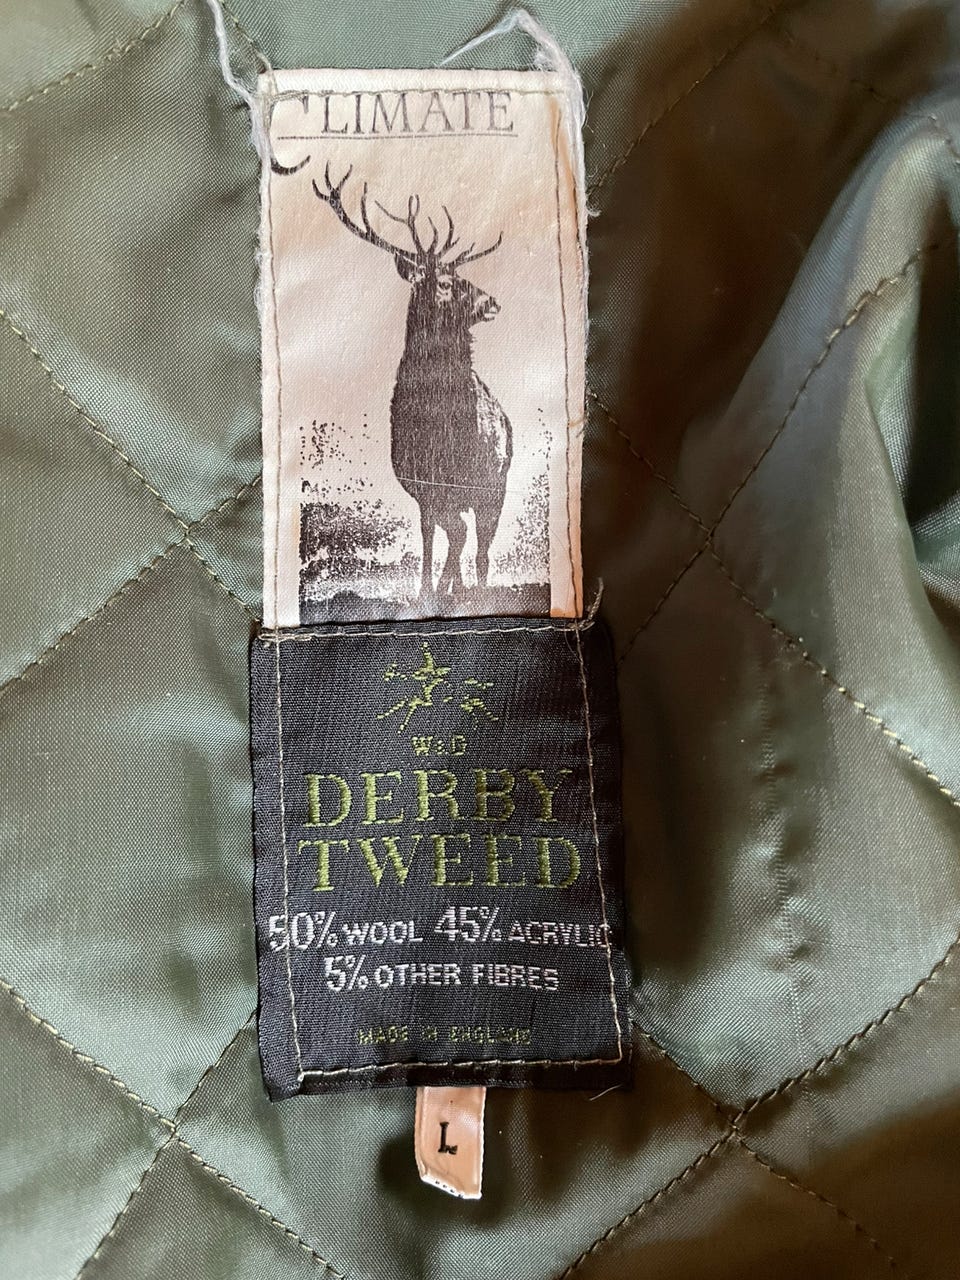 CLIMATE
W&D
DERBY
TWEED
50% WOOL 45% ACRYLIC
5% OTHER FIBRES
MADE IN ENGLAND
L